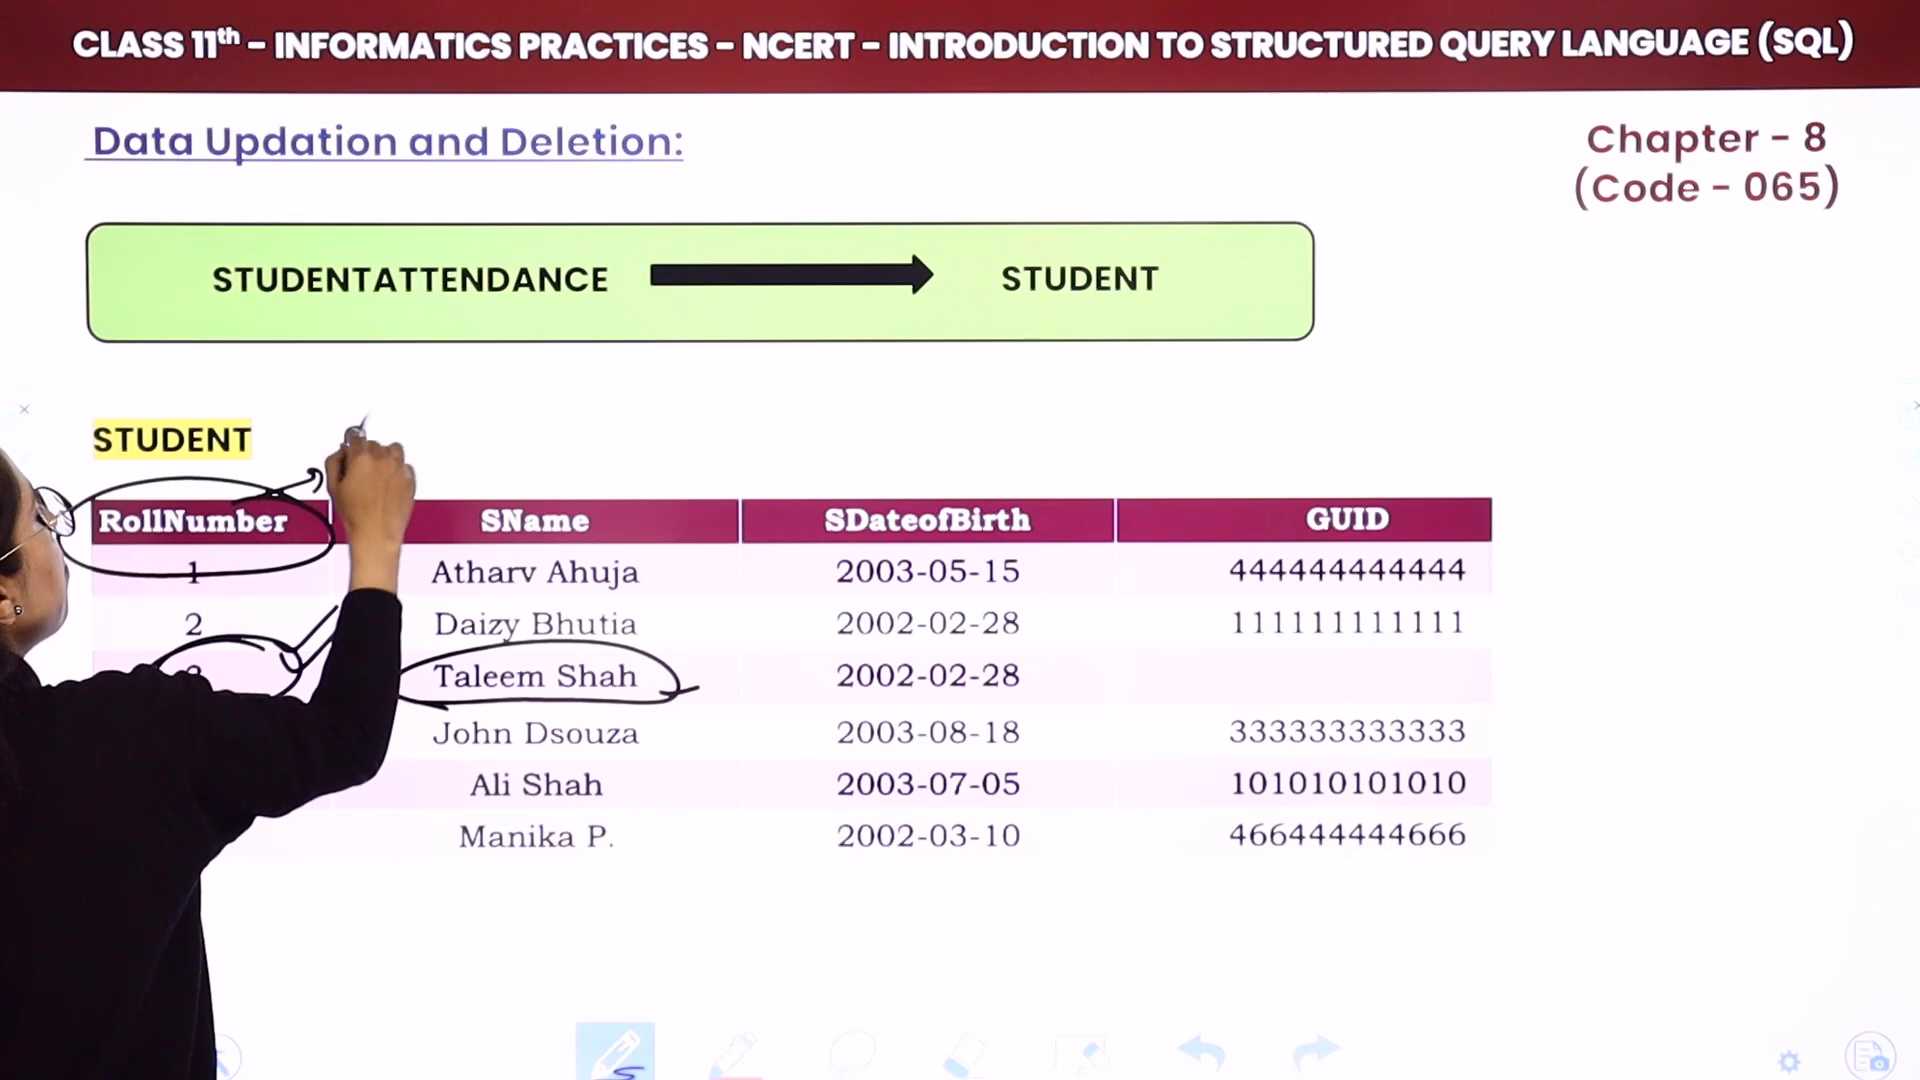 CLASS 11th – INFORMATICS PRACTICES – NCERT – INTRODUCTION TO STRUCTURED QUERY LANGUAGE (SQL)
Data Updation and Deletion:
Chapter - 8
(Code - 065)
STUDENTATTENDANCE STUDENT
STUDENT
RollNumber SName SDateofBirth GUID
1 Atharv Ahuja 2003-05-15 444444444444
2 Daizy Bhutia 2002-02-28 111111111111
Taleem Shah 2002-02-28
John Dsouza 2003-08-18 333333333333
Ali Shah 2003-07-05 101010101010
Manika P. 2002-03-10 466444444666